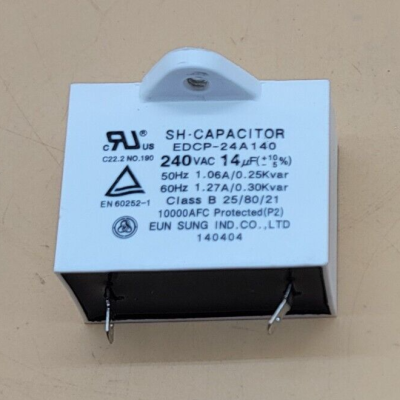 SH-CAPACITOR
EDCP-24A140
c RU US
C22.2 NO.190
240VAC 14µF(+10/-5%)
50Hz 1.06A/0.25Kvar
60Hz 1.27A/0.30Kvar
EN 60252-1
Class B 25/80/21
10000AFC Protected(P2)
EUN SUNG IND.CO.,LTD
140404